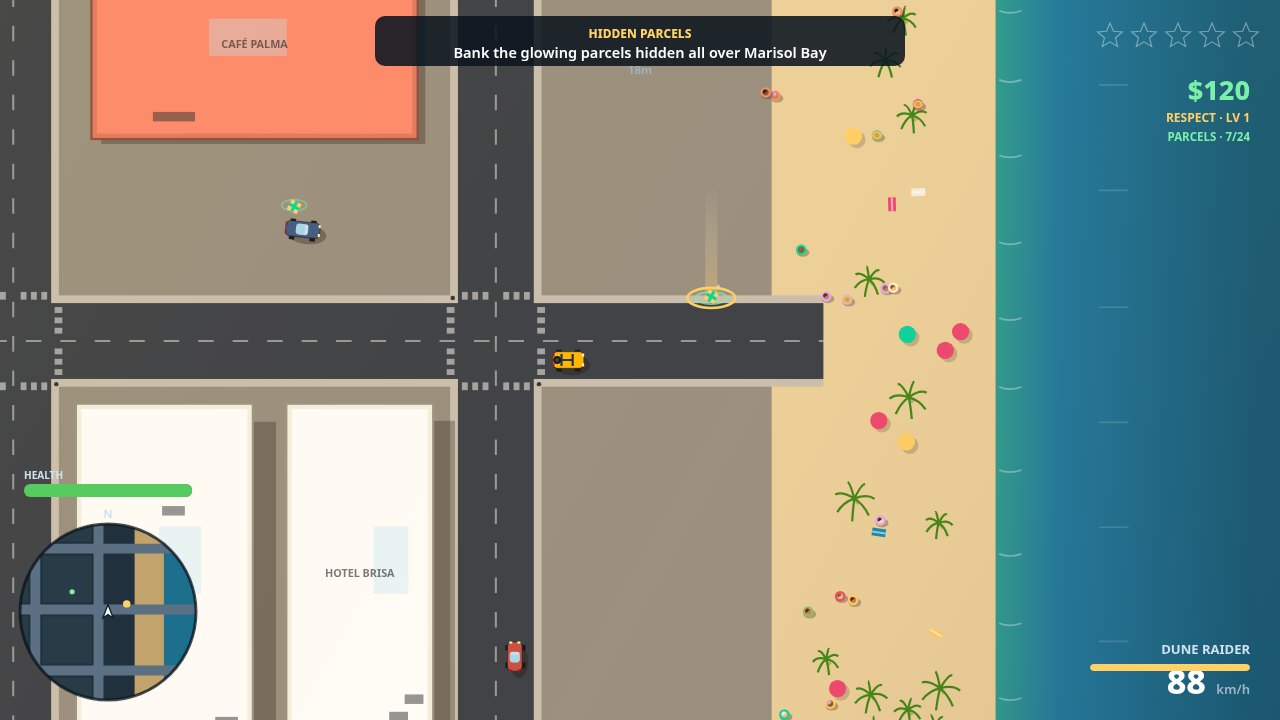 CAFÉ PALMA
HIDDEN PARCELS
Bank the glowing parcels hidden all over Marisol Bay
18m
$120
RESPECT · LV 1
PARCELS · 7/24
HEALTH
N
HOTEL BRISA
DUNE RAIDER
88 km/h